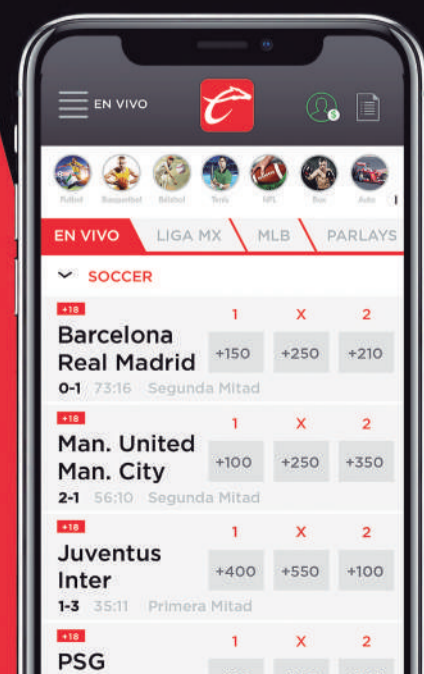 EN VIVO
$
Fútbol Basquetbol Béisbol Tenis NFL Box Auto
EN VIVO LIGA MX MLB PARLAYS
SOCCER
+18 1 X 2
Barcelona
Real Madrid +150 +250 +210
0-1 73:16 Segunda Mitad
+18 1 X 2
Man. United
Man. City +100 +250 +350
2-1 56:10 Segunda Mitad
+18 1 X 2
Juventus
Inter +400 +550 +100
1-3 35:11 Primera Mitad
+18 1 X 2
PSG